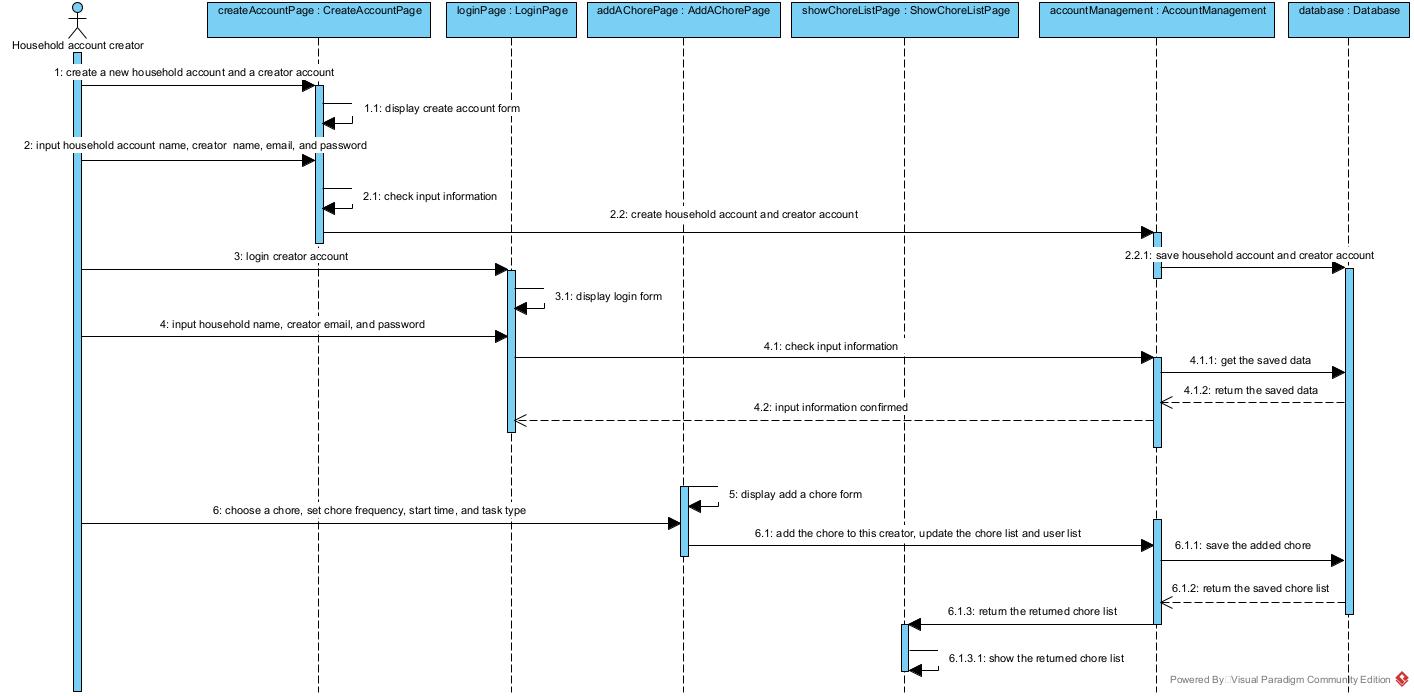 createAccountPage : CreateAccountPage
loginPage : LoginPage
addAChorePage : AddAChorePage
showChoreListPage : ShowChoreListPage
accountManagement : AccountManagement
database : Database
Household account creator
1: create a new household account and a creator account
1.1: display create account form
2: input household account name, creator  name, email, and password
2.1: check input information
2.2: create household account and creator account
2.2.1: save household account and creator account
3: login creator account
3.1: display login form
4: input household name, creator email, and password
4.1: check input information
4.1.1: get the saved data
4.1.2: return the saved data
4.2: input information confirmed
5: display add a chore form
6: choose a chore, set chore frequency, start time, and task type
6.1: add the chore to this creator, update the chore list and user list
6.1.1: save the added chore
6.1.2: return the saved chore list
6.1.3: return the returned chore list
6.1.3.1: show the returned chore list
Powered By Visual Paradigm Community Edition